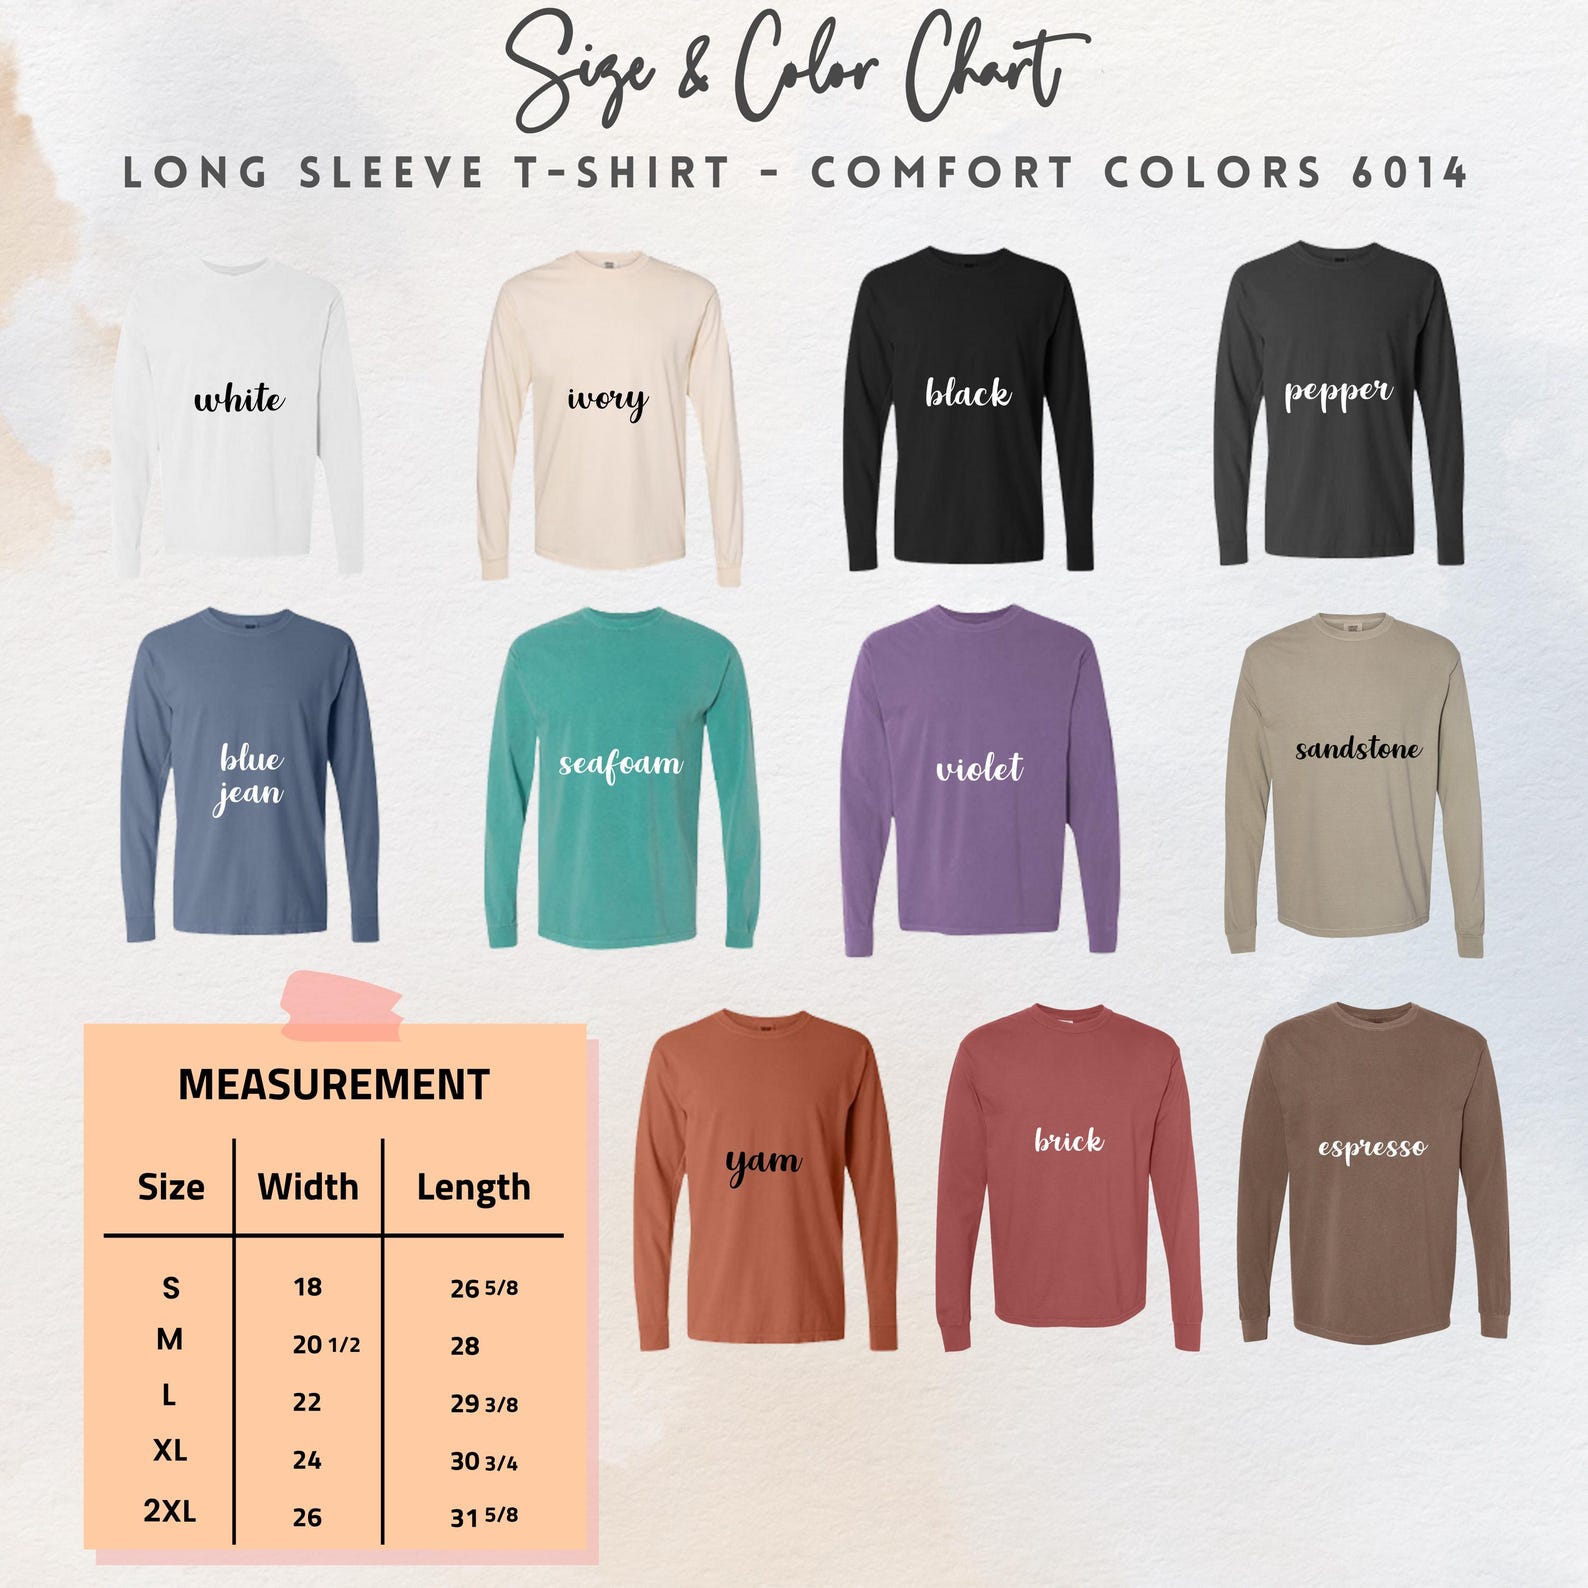 Size & Color Chart
LONG SLEEVE T-SHIRT - COMFORT COLORS 6014
white
ivory
black
pepper
blue
jean
seafoam
violet
sandstone
yam
brick
espresso
MEASUREMENT
Size Width Length
S 18 26 5/8
M 20 1/2 28
L 22 29 3/8
XL 24 30 3/4
2XL 26 31 5/8